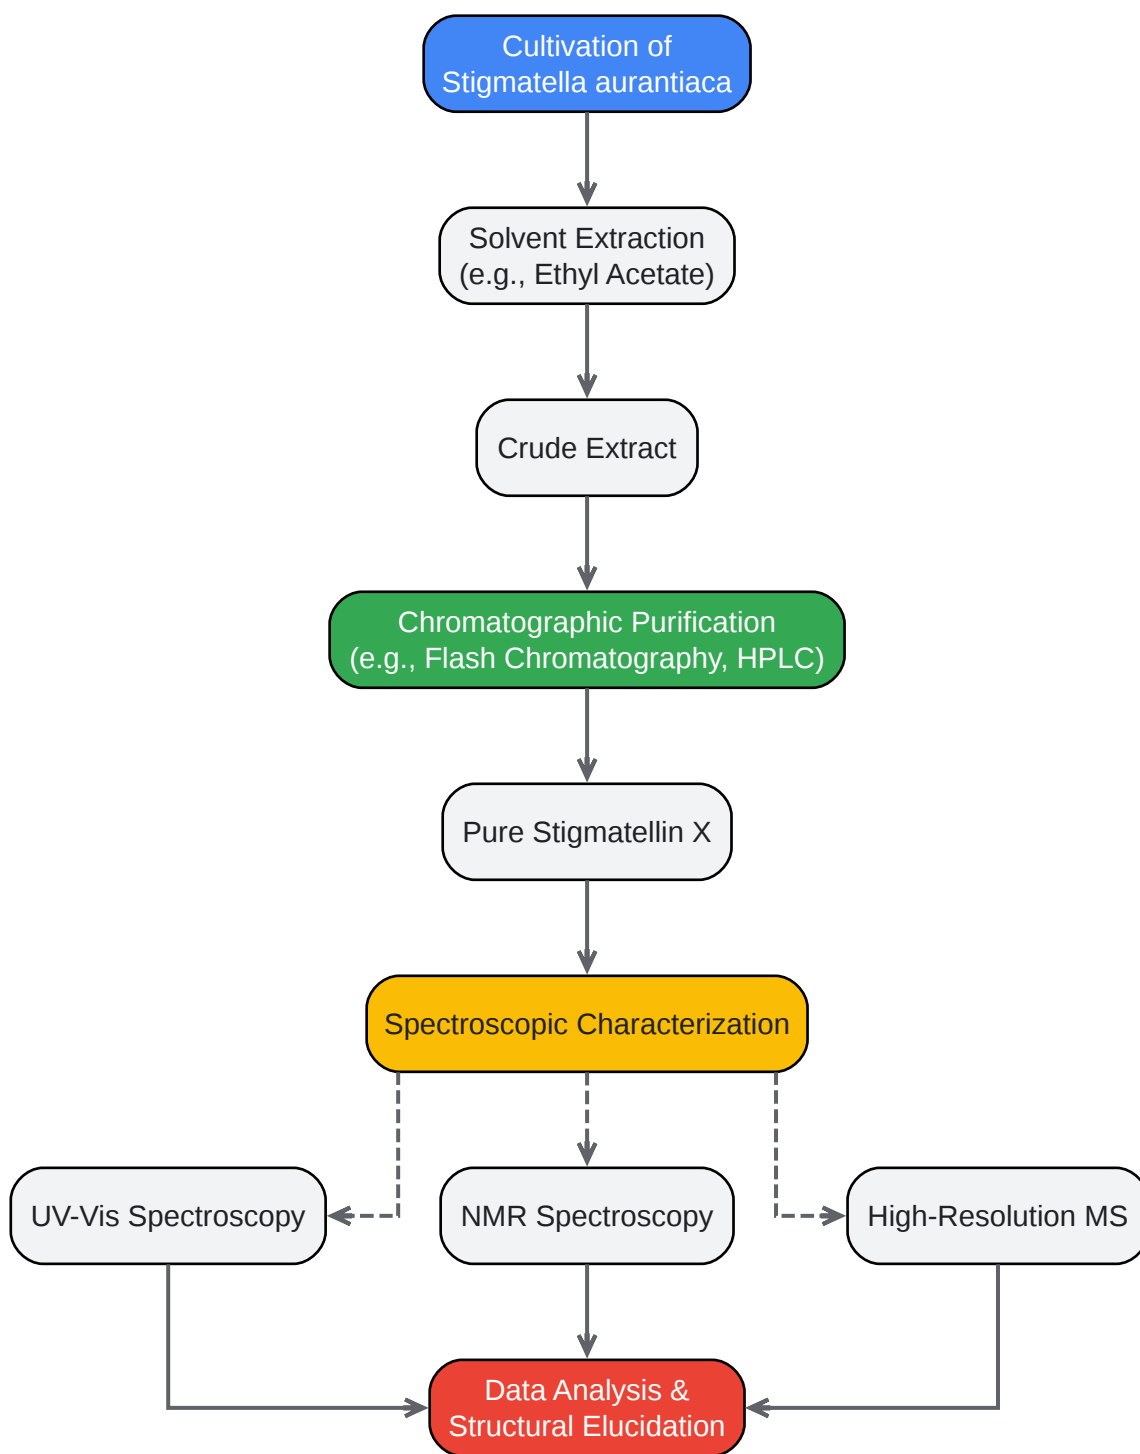 Cultivation of
Stigmatella aurantiaca
Solvent Extraction
(e.g., Ethyl Acetate)
Crude Extract
Chromatographic Purification
(e.g., Flash Chromatography, HPLC)
Pure Stigmatellin X
Spectroscopic Characterization
UV-Vis Spectroscopy
NMR Spectroscopy
High-Resolution MS
Data Analysis &
Structural Elucidation